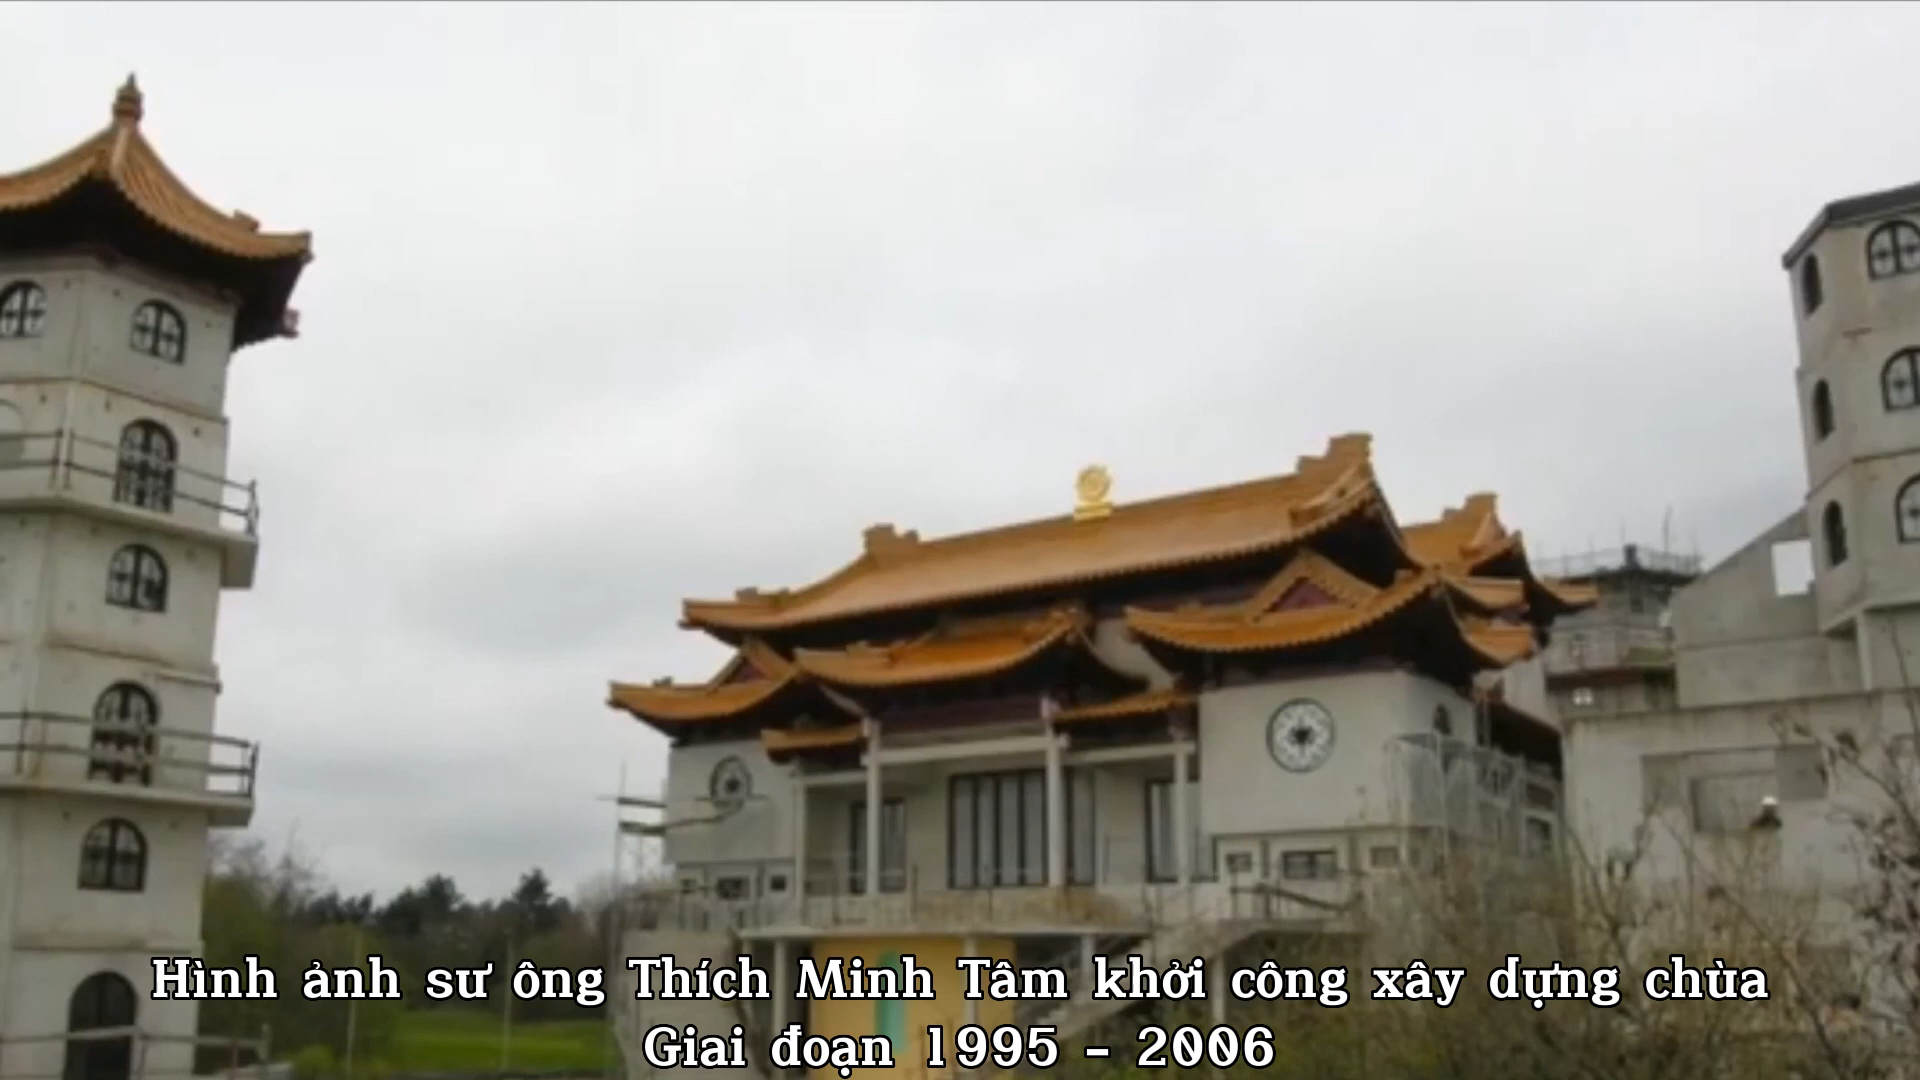 Hình ảnh sư ông Thích Minh Tâm khởi công xây dựng chùa
Giai đoạn 1995 - 2006